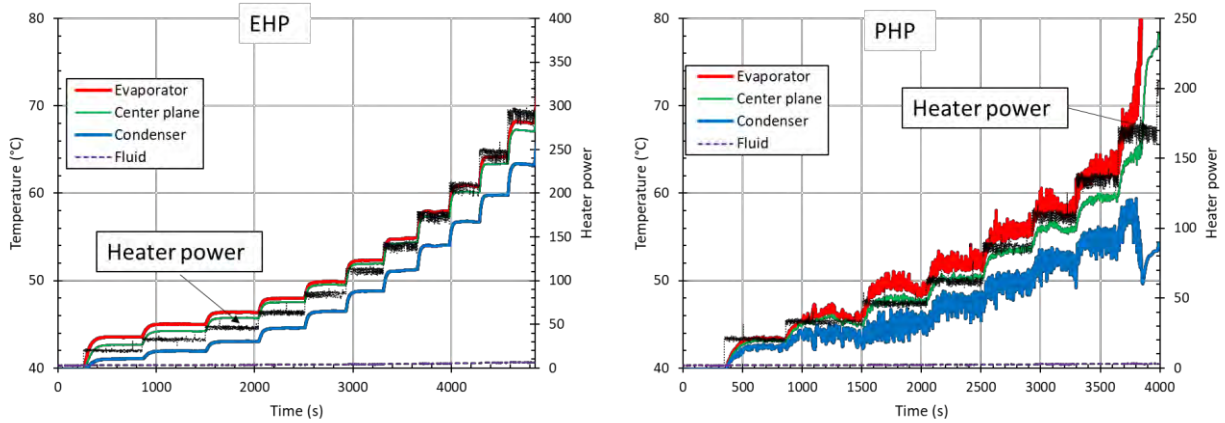 EHP
80
70
60
50
40
Temperature (°C)
400
350
300
250
200
150
100
50
0
Heater power
Evaporator
Center plane
Condenser
Fluid
Heater power
0
1000
2000
3000
4000
Time (s)
PHP
80
70
60
50
40
Temperature (°C)
250
200
150
100
50
0
Heater power
Evaporator
Center plane
Condenser
Fluid
Heater power
0
500
1000
1500
2000
2500
3000
3500
4000
Time (s)